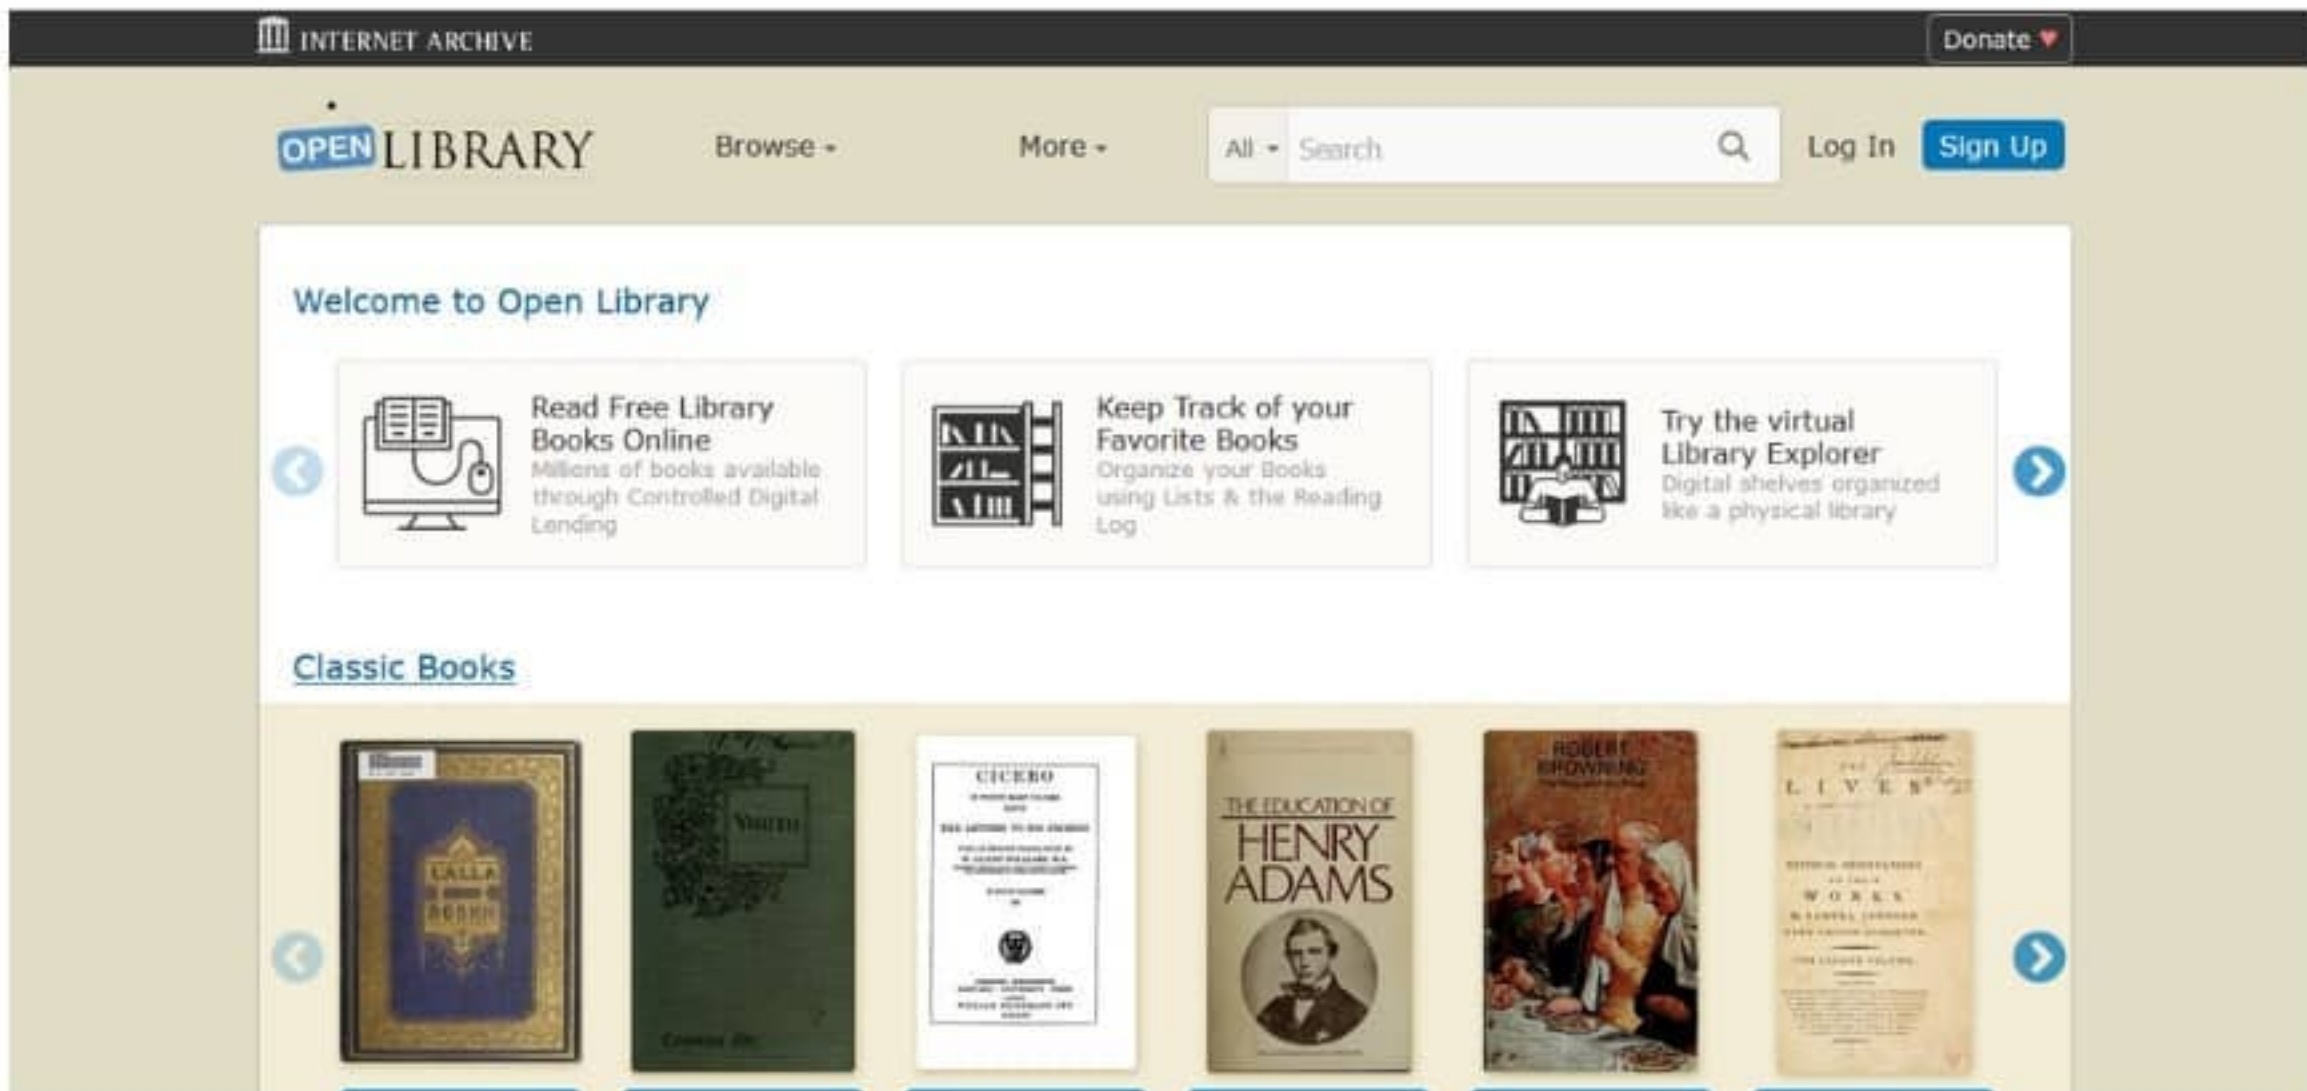 INTERNET ARCHIVE
Donate
OPEN LIBRARY
Browse
More
All
Search
Log In
Sign Up
Welcome to Open Library
Read Free Library
Books Online
Millions of books available
through Controlled Digital
Lending
Keep Track of your
Favorite Books
Organize your Books
using Lists & the Reading
Log
Try the virtual
Library Explorer
Digital shelves organized
like a physical library
Classic Books
LALLA
YOUTH
CICERO
THE EDUCATION OF
HENRY
ADAMS
ROBERT
BROWNING
LIVES
WORKS